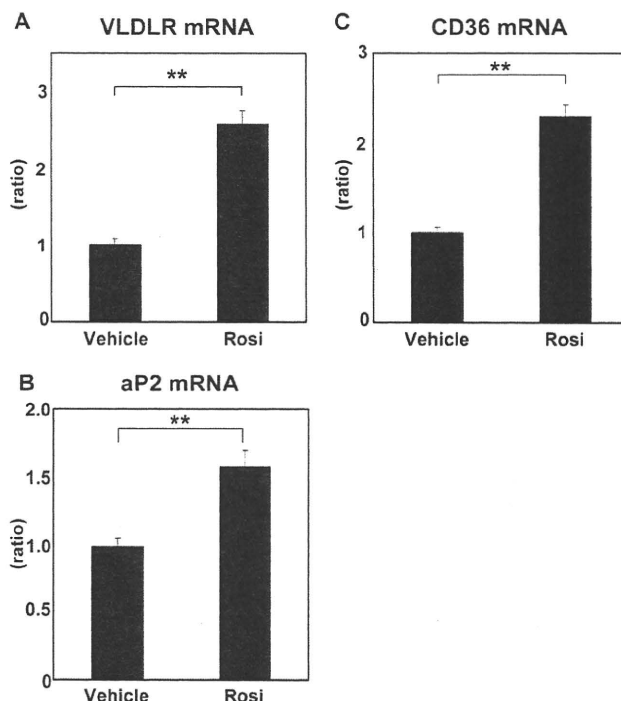 A VLDLR mRNA
**
3
2
1
0
(ratio)
Vehicle Rosi
C CD36 mRNA
**
3
2
1
0
(ratio)
Vehicle Rosi
B aP2 mRNA
**
2.0
1.5
1.0
0.5
0
(ratio)
Vehicle Rosi